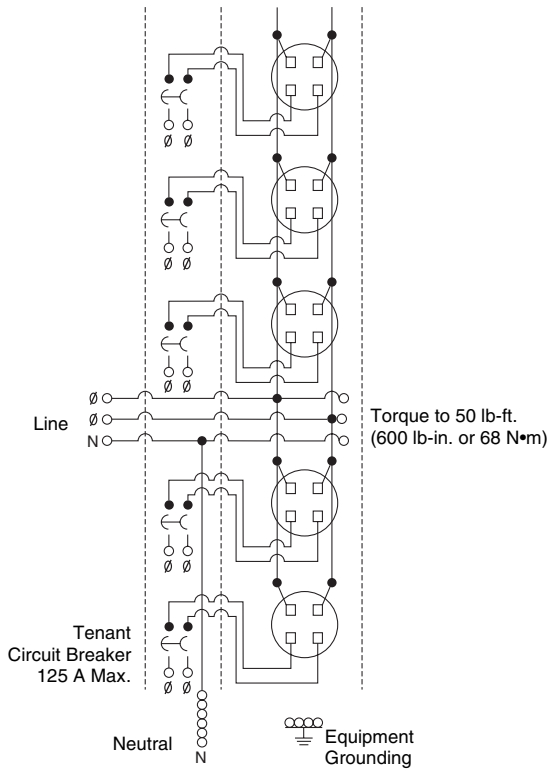 Ø Ø
Ø Ø
Ø Ø
Line
Ø
Ø
N
Torque to 50 lb-ft.
(600 lb-in. or 68 N•m)
Ø Ø
Tenant
Circuit Breaker
125 A Max.
Ø Ø
Neutral
N
Equipment
Grounding